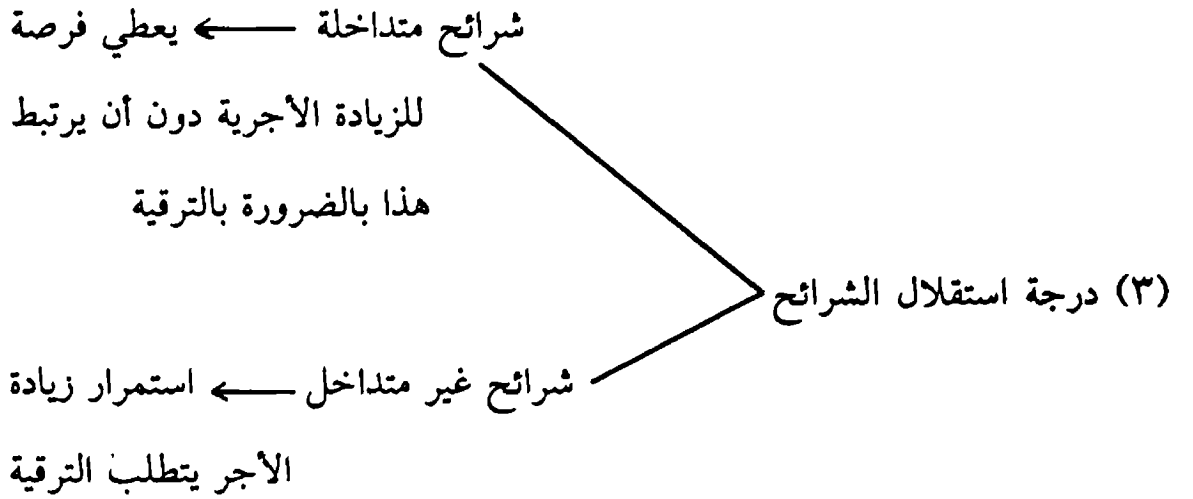 شرائح متداخلة ← يعطي فرصة
للزيادة الأجرية دون أن يرتبط
هذا بالضرورة بالترقية
(٣) درجة استقلال الشرائح
شرائح غير متداخل ← استمرار زيادة
الأجر يتطلب الترقية